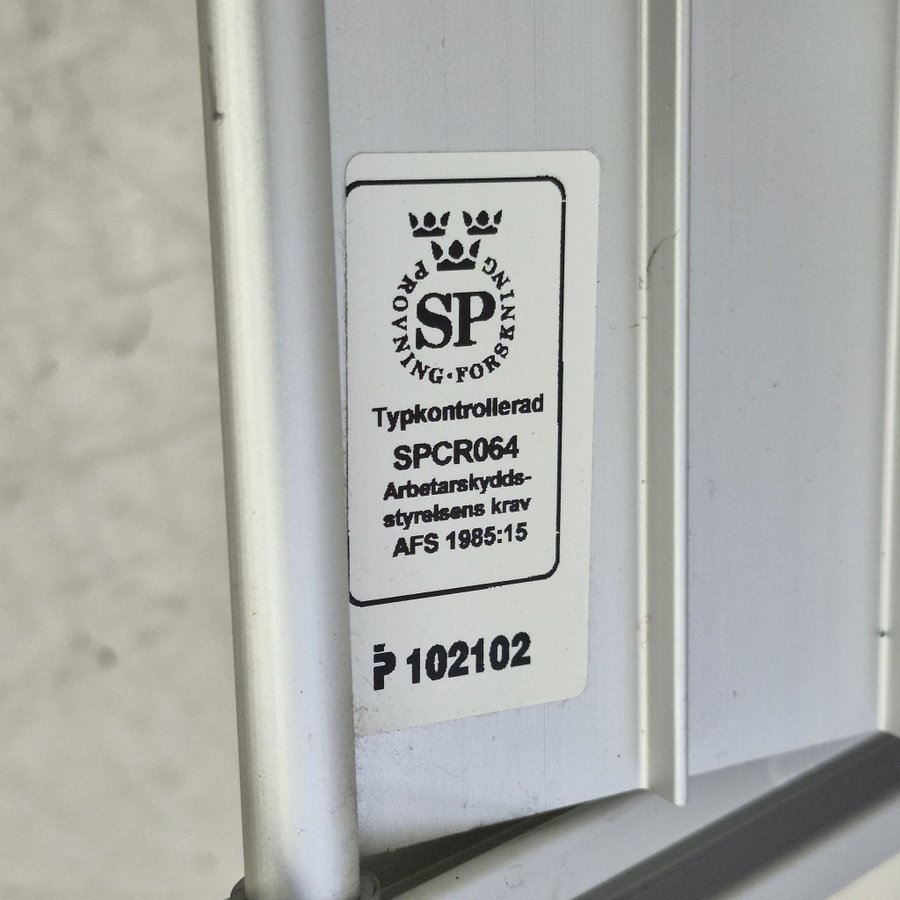 PROVNING·FORSKNING
SP
Typkontrollerad
SPCR064
Arbetarskydds-
styrelsens krav
AFS 1985:15
P 102102